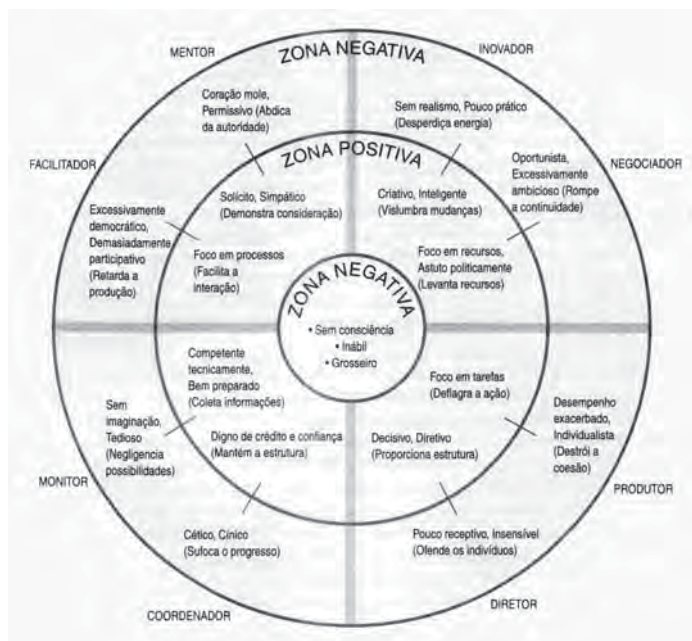 MENTOR
ZONA NEGATIVA
INOVADOR
Coração mole,
Permissivo (Abdica
da autoridade)
Sem realismo, Pouco prático
(Desperdiça energia)
FACILITADOR
ZONA POSITIVA
Oportunista,
Excessivamente
ambicioso (Rompe
a continuidade)
NEGOCIADOR
Solícito, Simpático
(Demonstra consideração)
Criativo, Inteligente
(Vislumbra mudanças)
Excessivamente
democrático,
Demasiadamente
participativo
(Retarda a
produção)
Foco em processos
(Facilita a
Interação)
Foco em recursos,
Astuto politicamente
(Levanta recursos)
ZONA NEGATIVA
• Sem consciência
• Inábil
• Grosseiro
Competente
tecnicamente,
Bem preparado
(Coleta informações)
Foco em tarefas
(Deflagra a ação)
Sem
imaginação,
Tedioso
(Negligencia
possibilidades)
Digno de crédito e confiança
(Mantém a estrutura)
Decisivo, Diretivo
(Proporciona estrutura)
Desempenho
exacerbado,
Individualista
(Destrói a
coesão)
MONITOR
PRODUTOR
Cético, Cínico
(Sufoca o progresso)
Pouco receptivo, Insensível
(Ofende os indivíduos)
COORDENADOR
DIRETOR